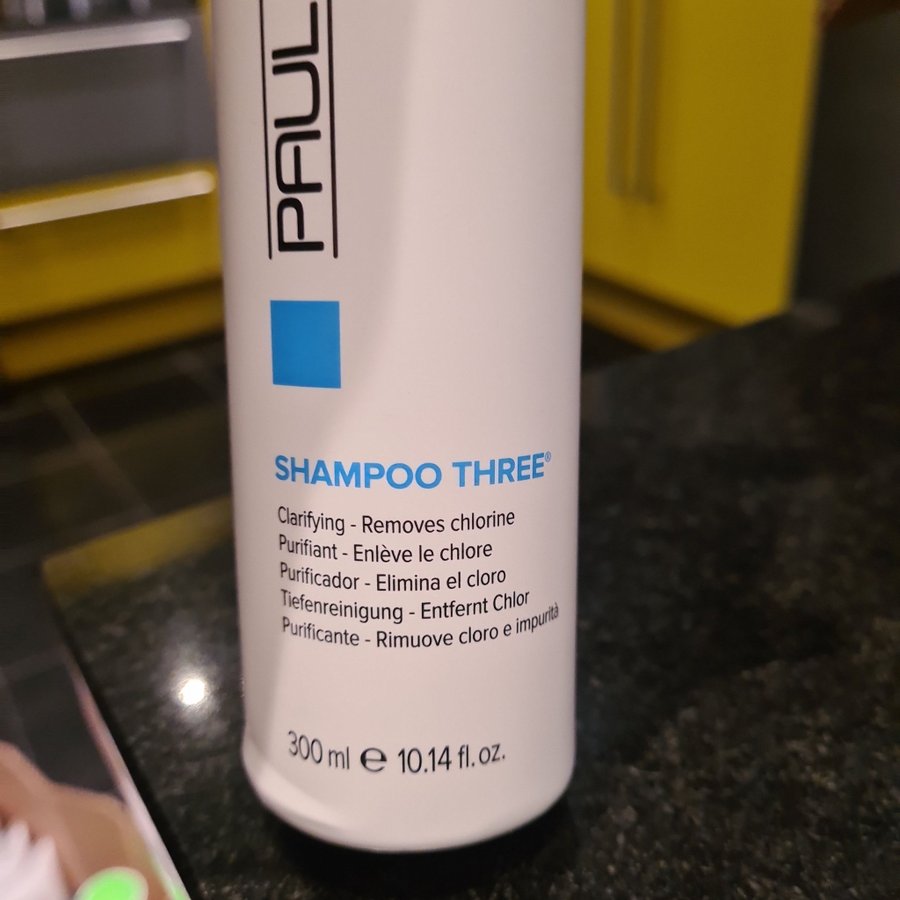 PAUL
SHAMPOO THREE®
Clarifying - Removes chlorine
Purifiant - Enlève le chlore
Purificador - Elimina el cloro
Tiefenreinigung - Entfernt Chlor
Purificante - Rimuove cloro e impurità
300 ml ℮ 10.14 fl. oz.